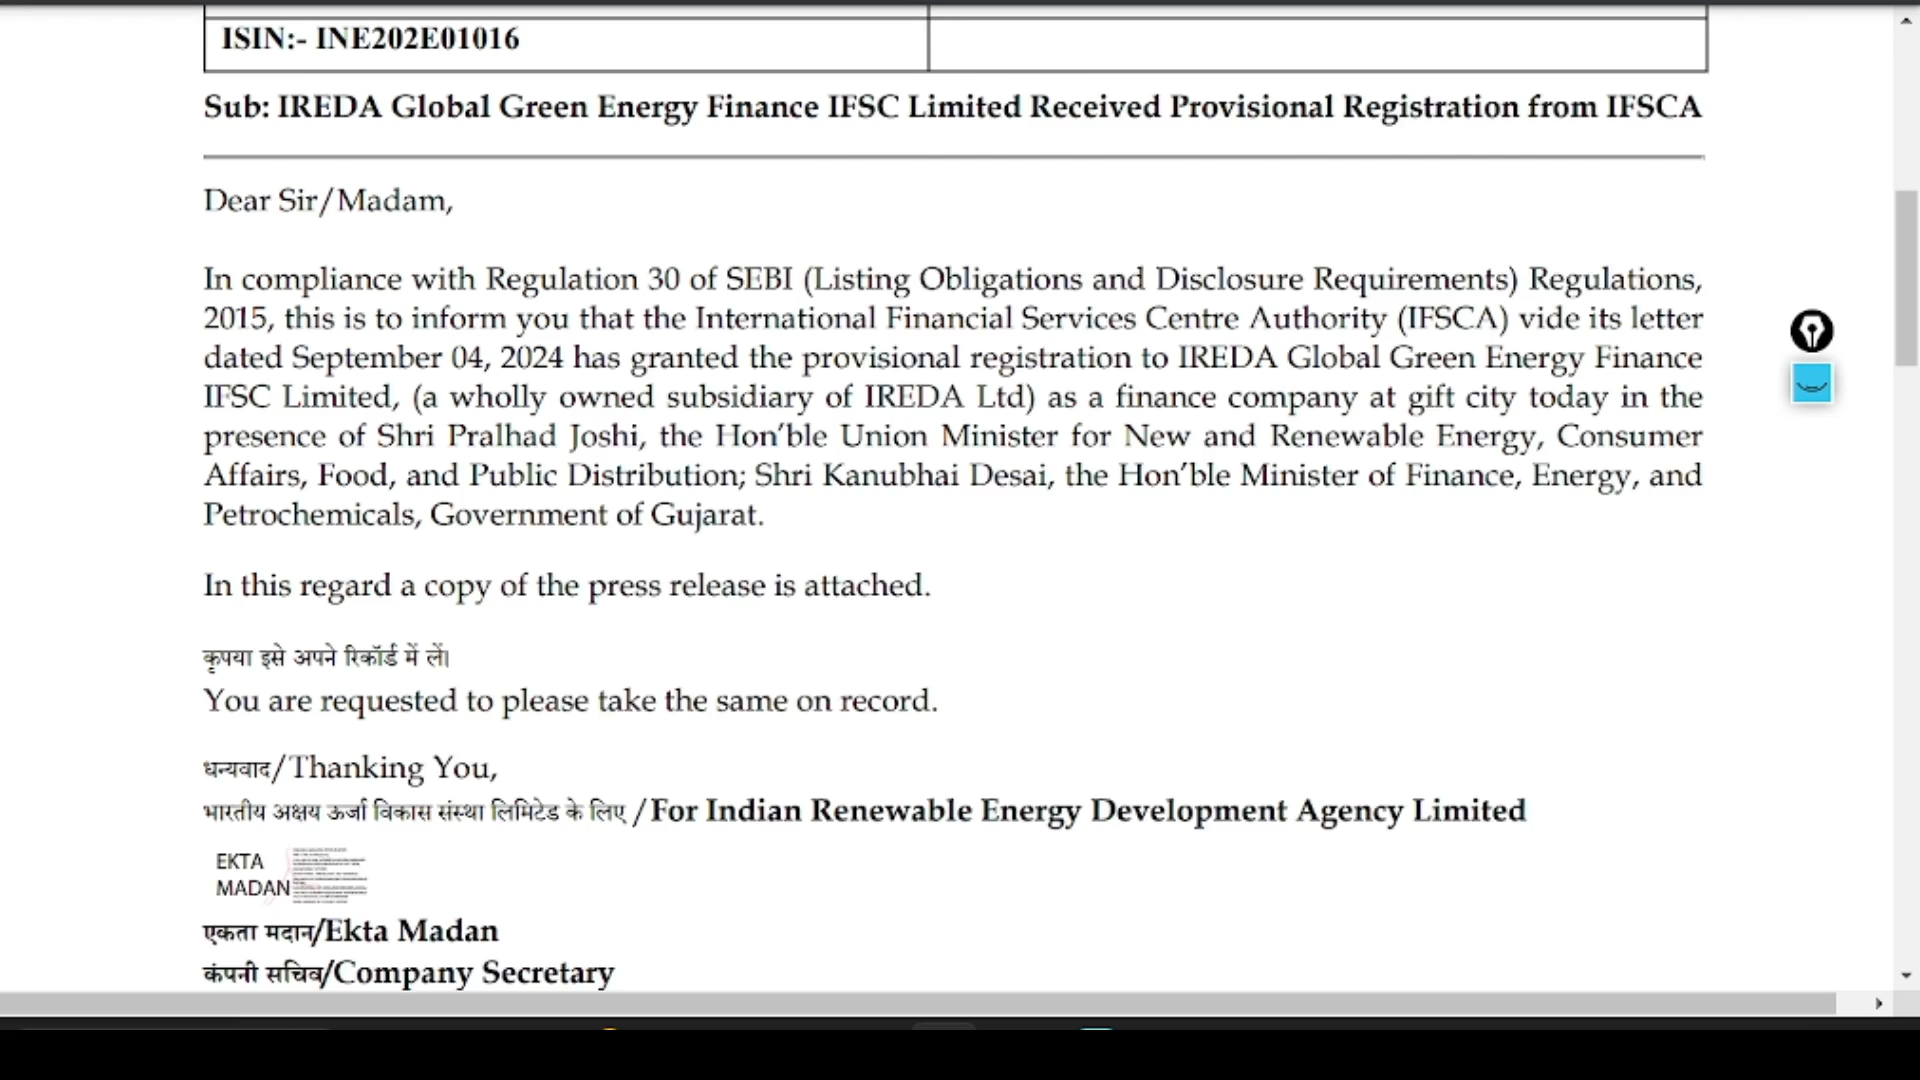 ISIN:- INE202E01016
Sub: IREDA Global Green Energy Finance IFSC Limited Received Provisional Registration from IFSCA
Dear Sir/Madam,
In compliance with Regulation 30 of SEBI (Listing Obligations and Disclosure Requirements) Regulations,
2015, this is to inform you that the International Financial Services Centre Authority (IFSCA) vide its letter
dated September 04, 2024 has granted the provisional registration to IREDA Global Green Energy Finance
IFSC Limited, (a wholly owned subsidiary of IREDA Ltd) as a finance company at gift city today in the
presence of Shri Pralhad Joshi, the Hon’ble Union Minister for New and Renewable Energy, Consumer
Affairs, Food, and Public Distribution; Shri Kanubhai Desai, the Hon’ble Minister of Finance, Energy, and
Petrochemicals, Government of Gujarat.
In this regard a copy of the press release is attached.
कृपया इसे अपने रिकॉर्ड में लें।
You are requested to please take the same on record.
धन्यवाद/Thanking You,
भारतीय अक्षय ऊर्जा विकास संस्था लिमिटेड के लिए /For Indian Renewable Energy Development Agency Limited
EKTA
MADAN
एकता मदान/Ekta Madan
कंपनी सचिव/Company Secretary